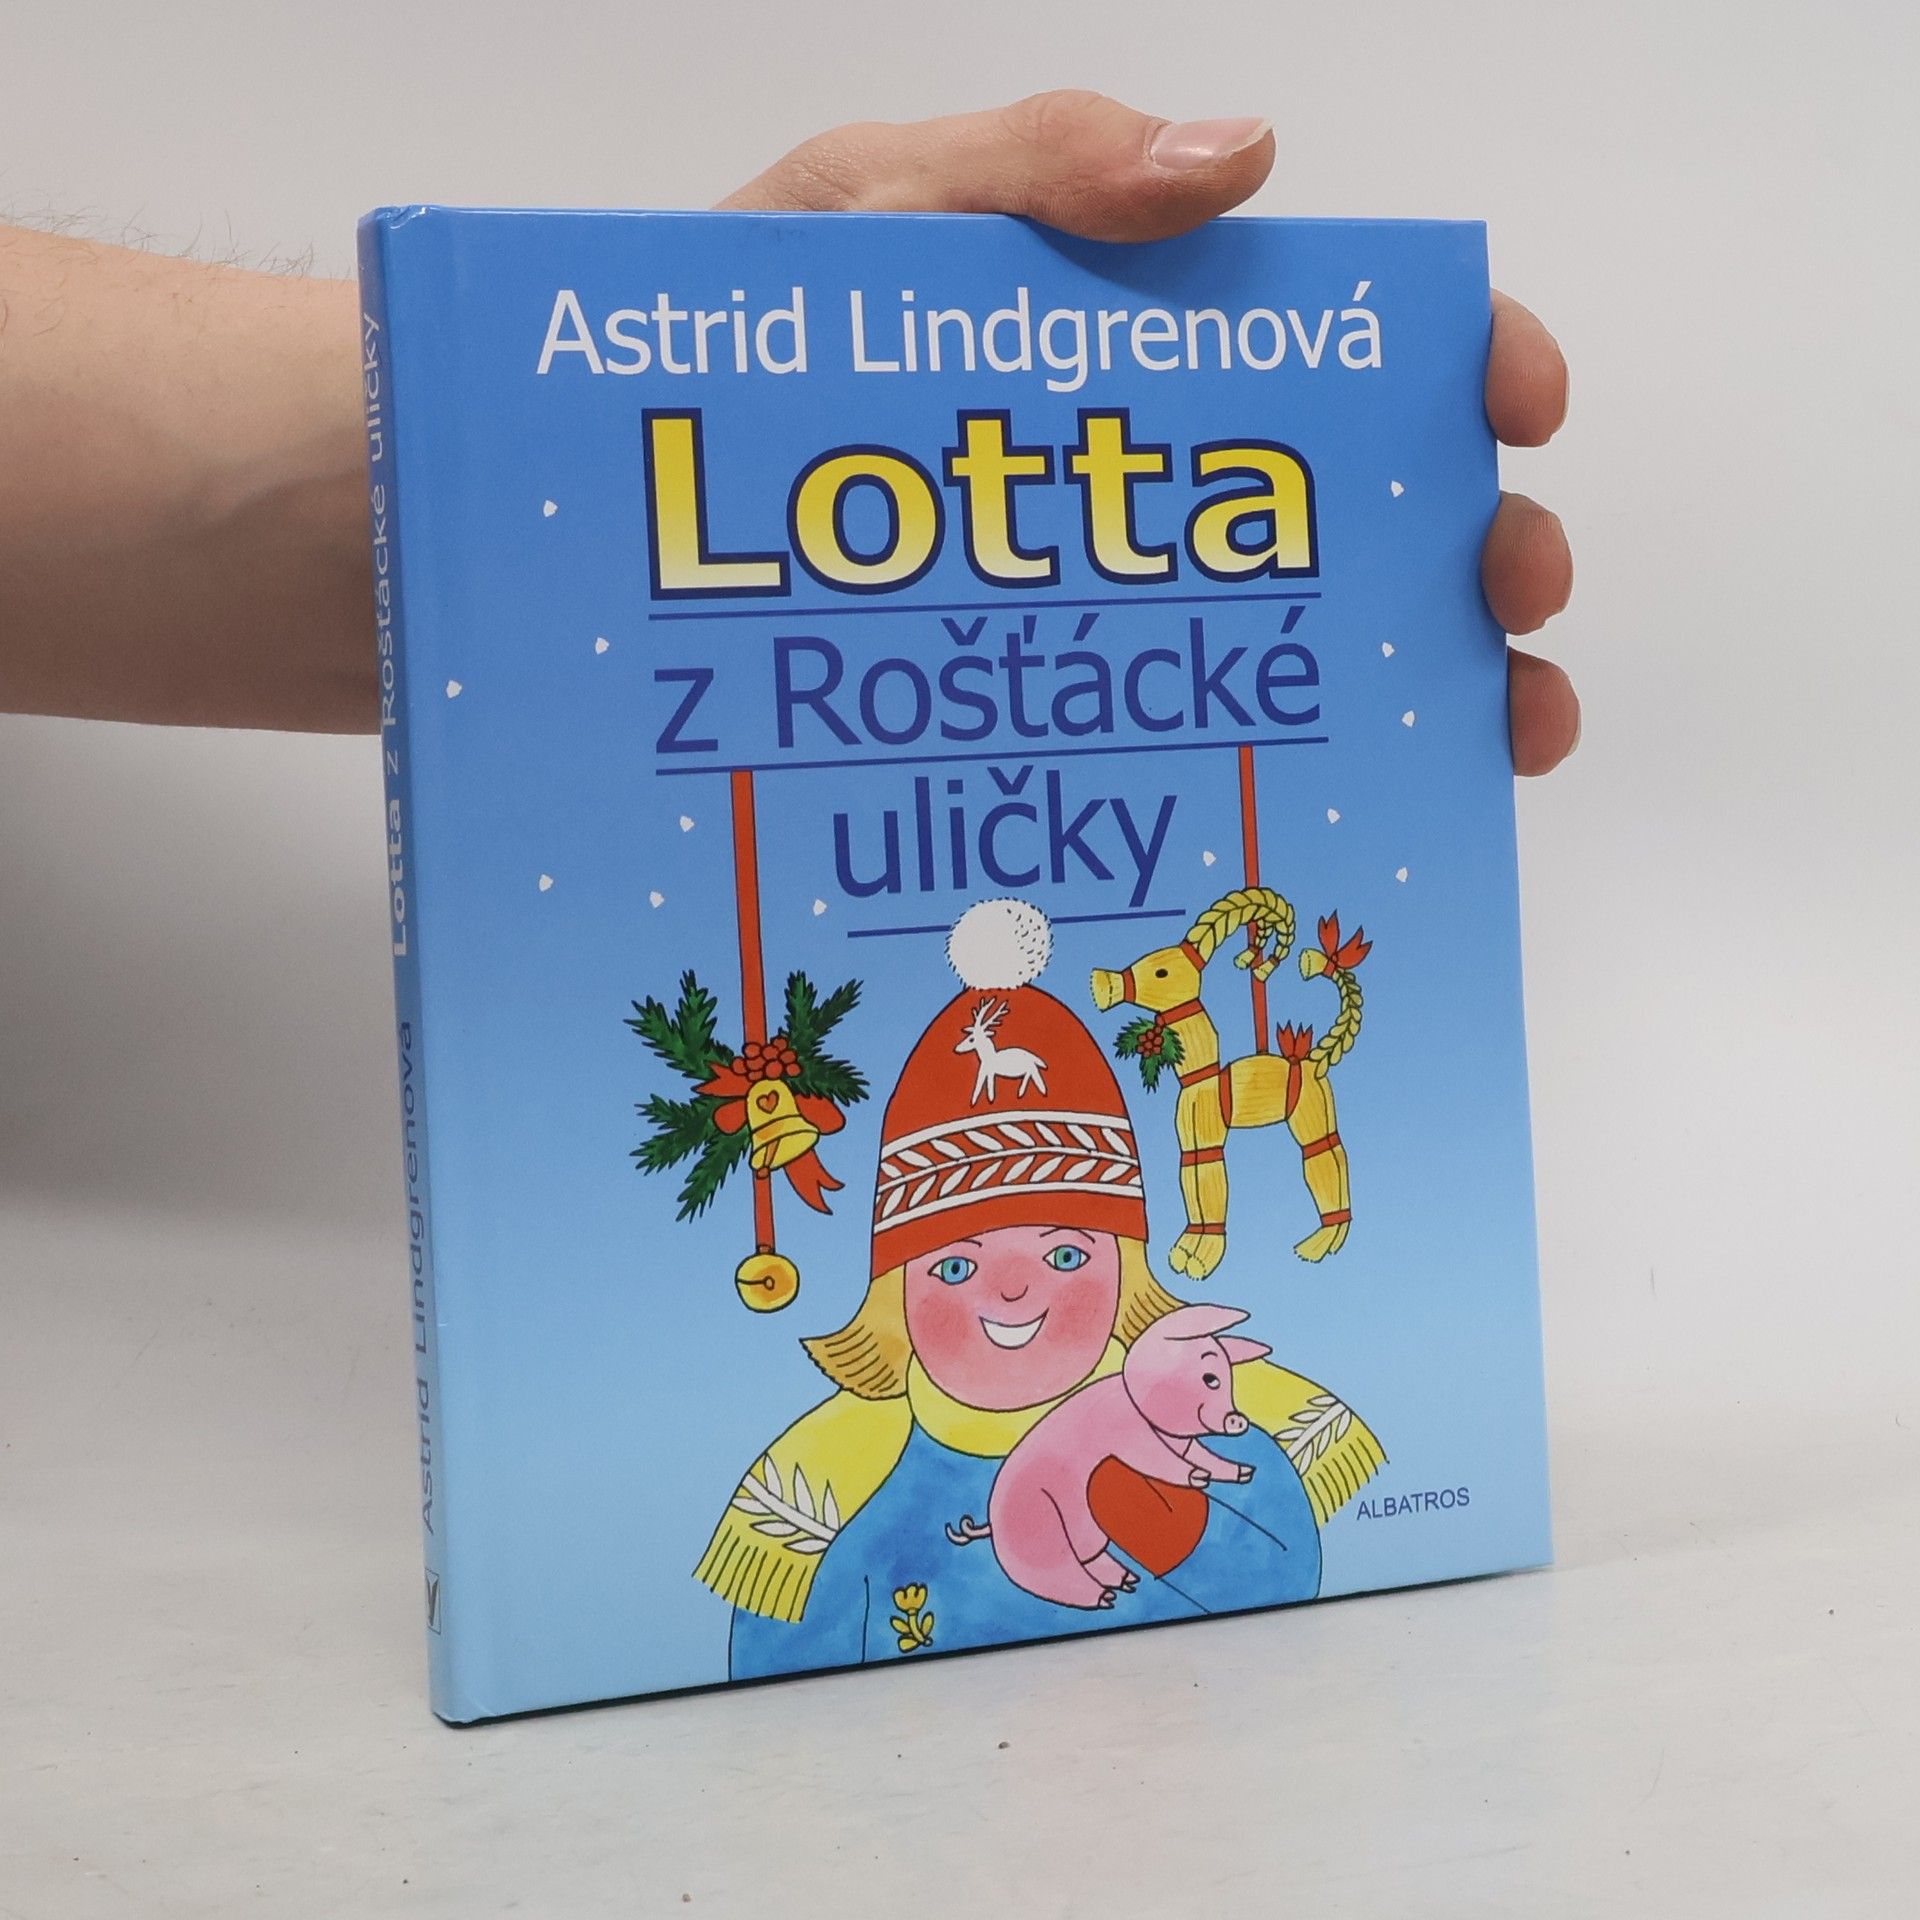 Astrid Lindgrenová
Lotta
z Rošťácké
uličky
ALBATROS
Astrid Lindgrenová Lotta z Rošťácké uličky